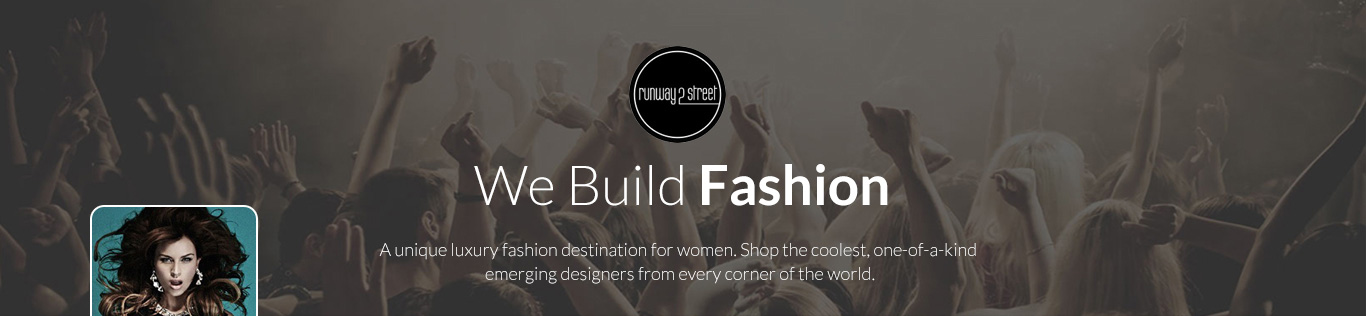 runway 2 street
We Build Fashion
A unique luxury fashion destination for women. Shop the coolest, one-of-a-kind
emerging designers from every corner of the world.